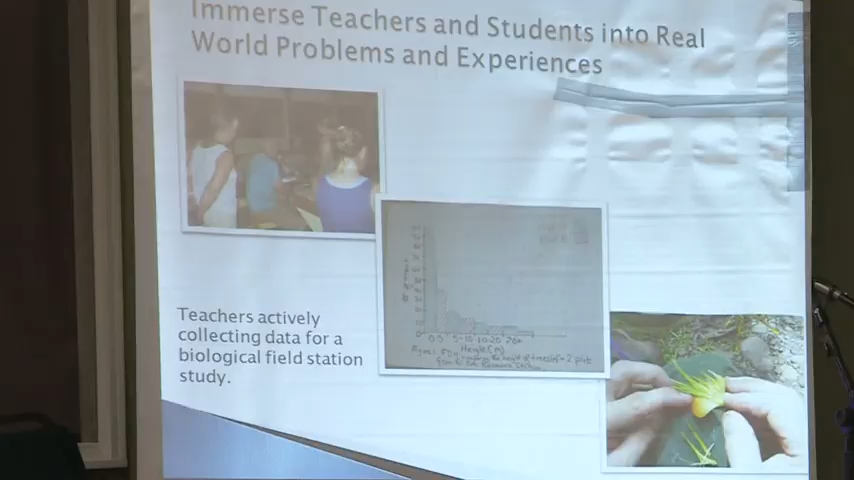 Immerse Teachers and Students into Real
World Problems and Experiences
Teachers actively
collecting data for a
biological field station
study.
Height (m)